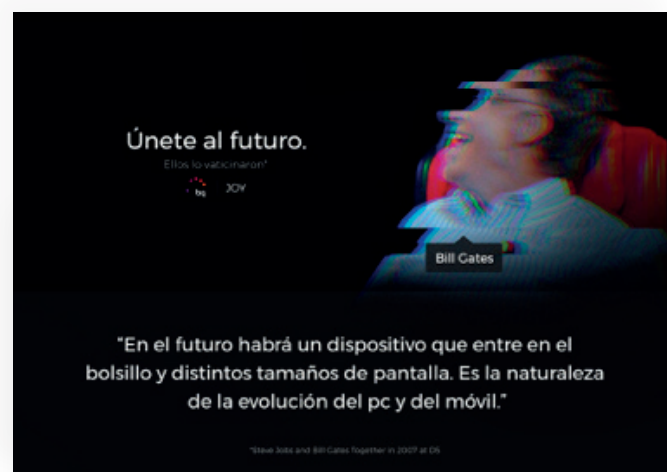 Únete al futuro.
Ellos lo vaticinaron*
bq JOY
Bill Gates
“En el futuro habrá un dispositivo que entre en el
bolsillo y distintos tamaños de pantalla. Es la naturaleza
de la evolución del pc y del móvil.”
*Steve Jobs and Bill Gates Together in 2007 at D5